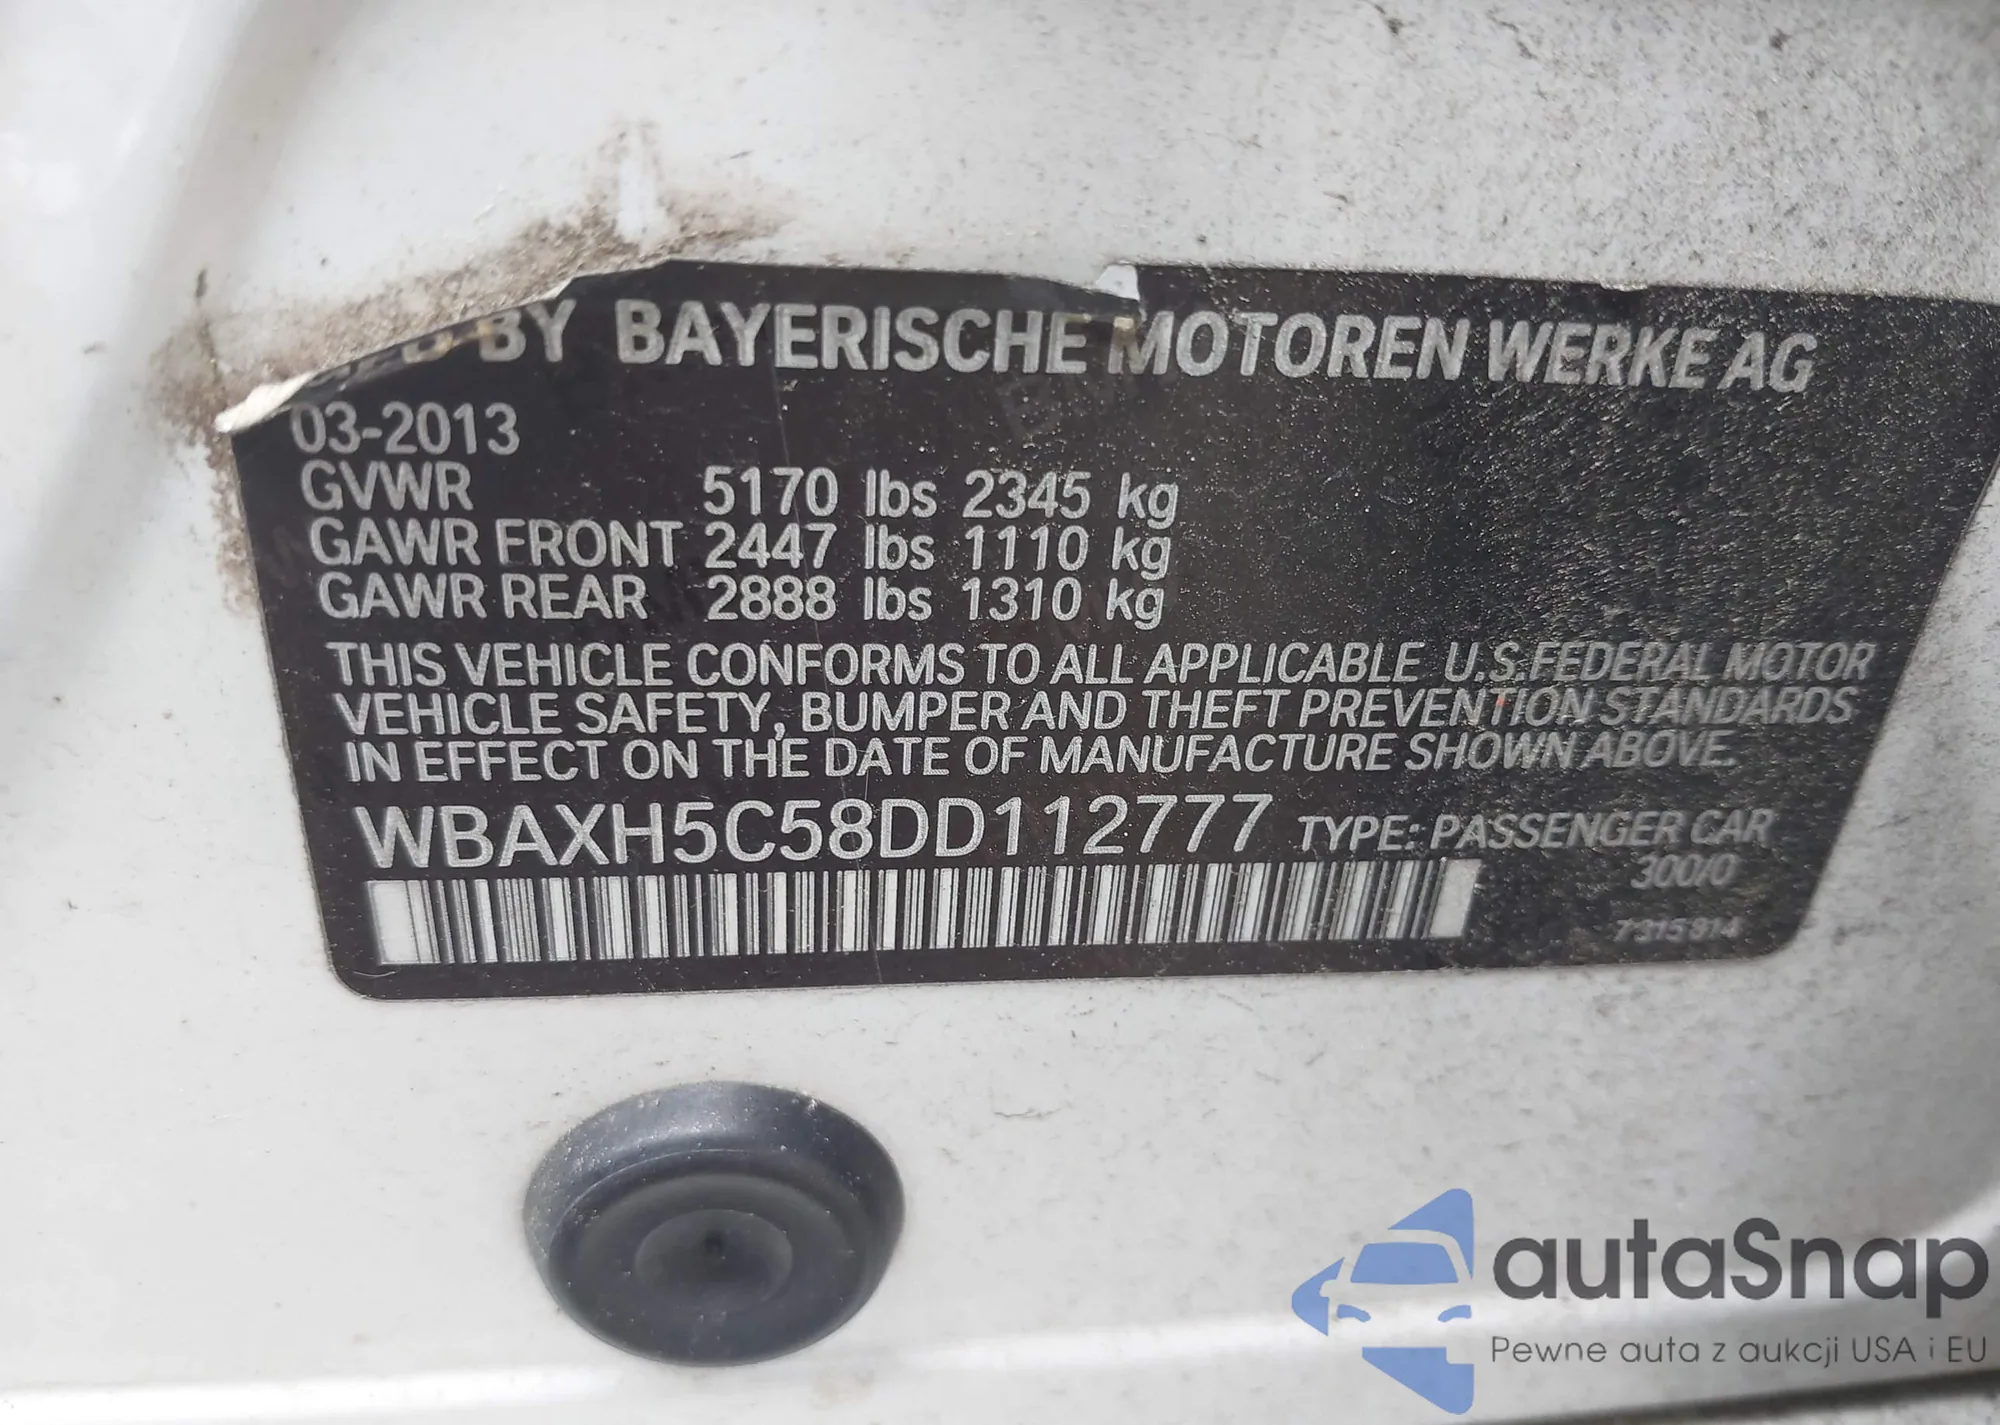 BY BAYERISCHE MOTOREN WERKE AG
03-2013
GVWR 5170 lbs 2345 kg
GAWR FRONT 2447 lbs 1110 kg
GAWR REAR 2888 lbs 1310 kg
THIS VEHICLE CONFORMS TO ALL APPLICABLE U.S.FEDERAL MOTOR
VEHICLE SAFETY, BUMPER AND THEFT PREVENTION STANDARDS
IN EFFECT ON THE DATE OF MANUFACTURE SHOWN ABOVE.
WBAXH5C58DD112777 TYPE: PASSENGER CAR
300/0
7315914
autaSnap
Pewne auta z aukcji USA i EU